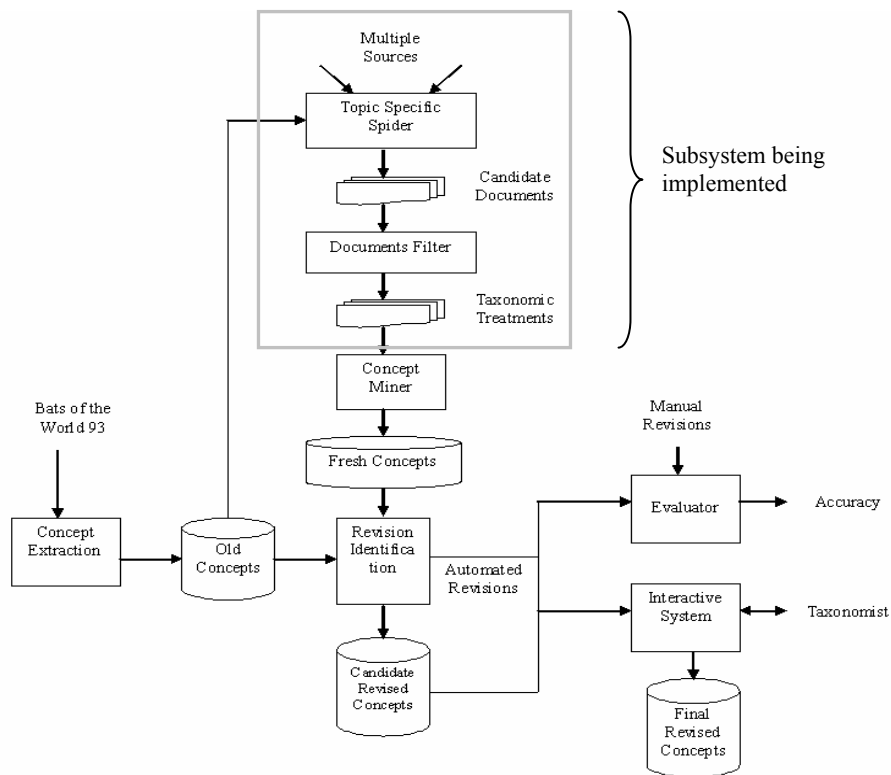 Multiple
Sources
Topic Specific
Spider
Subsystem being
implemented
Candidate
Documents
Documents Filter
Taxonomic
Treatments
Concept
Miner
Bats of the
World 93
Manual
Revisions
Fresh Concepts
Concept
Extraction
Old
Concepts
Revision
Identifica
tion
Evaluator
Accuracy
Automated
Revisions
Interactive
System
Taxonomist
Candidate
Revised
Concepts
Final
Revised
Concepts